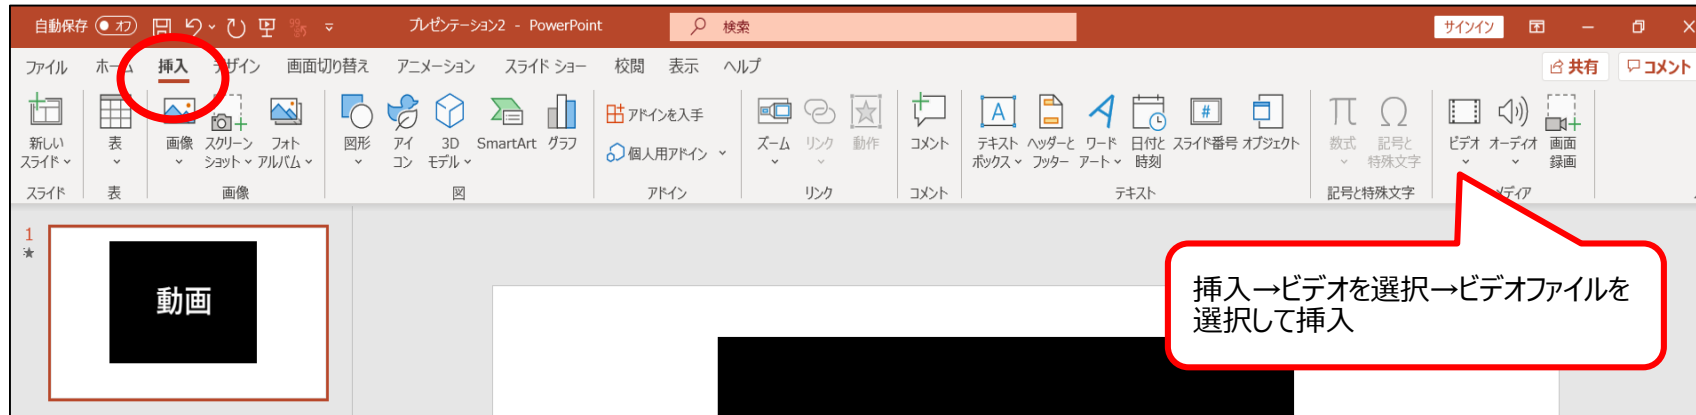 自動保存 オフ プレゼンテーション2 - PowerPoint 検索 サインイン
ファイル ホーム 挿入 デザイン 画面切り替え アニメーション スライド ショー 校閲 表示 ヘルプ 共有 コメント
新しい
スライド
表
画像
スクリーン
ショット
フォト
アルバム
図形
アイ
コン
3D
モデル
SmartArt
グラフ
アドインを入手
個人用アドイン
ズーム
リンク
動作
コメント
テキスト
ボックス
ヘッダーと
フッター
ワード
アート
日付と
時刻
スライド番号
オブジェクト
数式
記号と
特殊文字
ビデオ
オーディオ
画面
録画
スライド 表 画像 図 アドイン リンク コメント テキスト 記号と特殊文字 メディア
1
動画
挿入→ビデオを選択→ビデオファイルを
選択して挿入